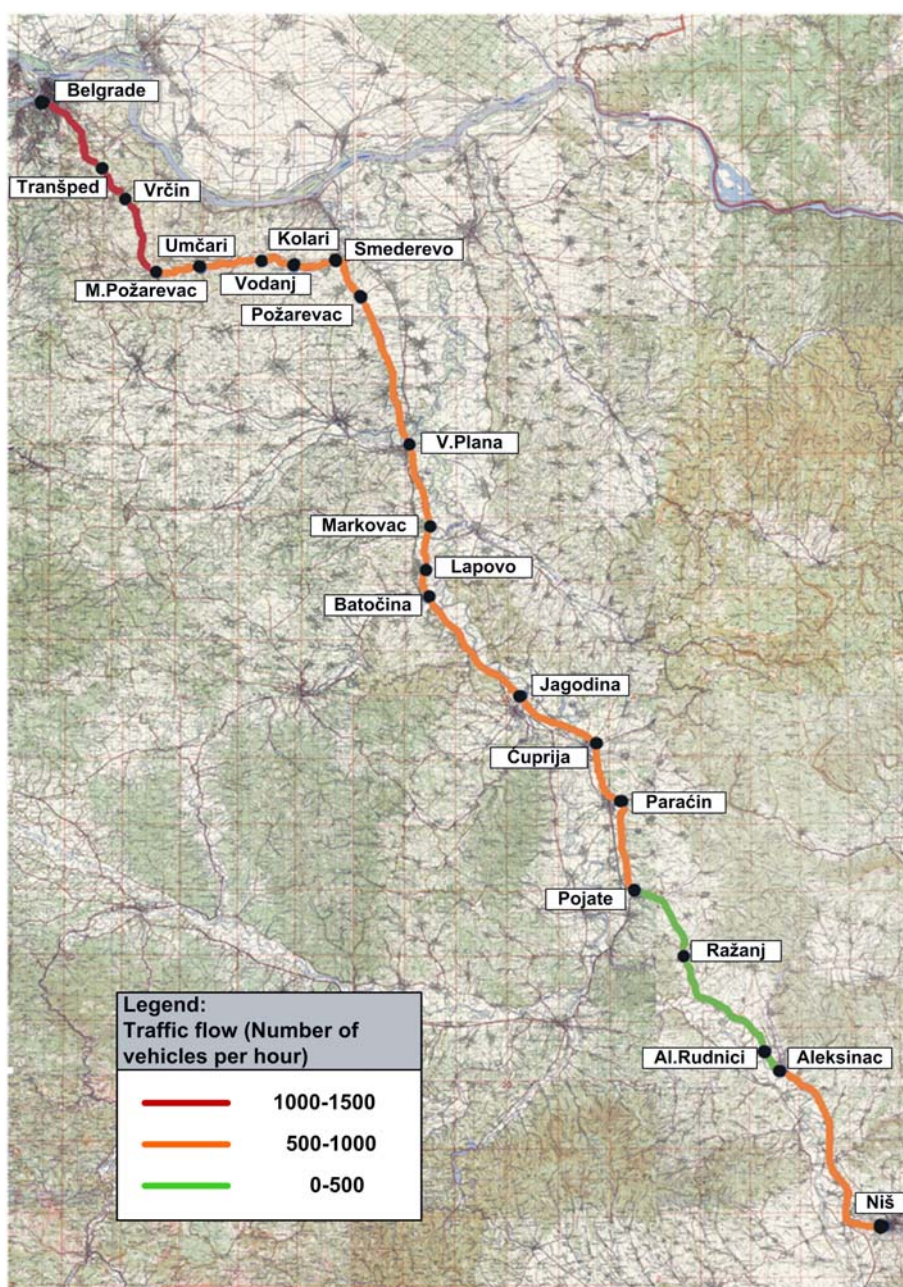 Belgrade
Tranšped
Vrčin
Umčari
Kolari
Smederevo
M.Požarevac
Vodanj
Požarevac
V.Plana
Markovac
Lapovo
Batočina
Jagodina
Ćuprija
Paraćin
Pojate
Ražanj
Al.Rudnici
Aleksinac
Niš
Legend:
Traffic flow (Number of
vehicles per hour)
1000-1500
500-1000
0-500